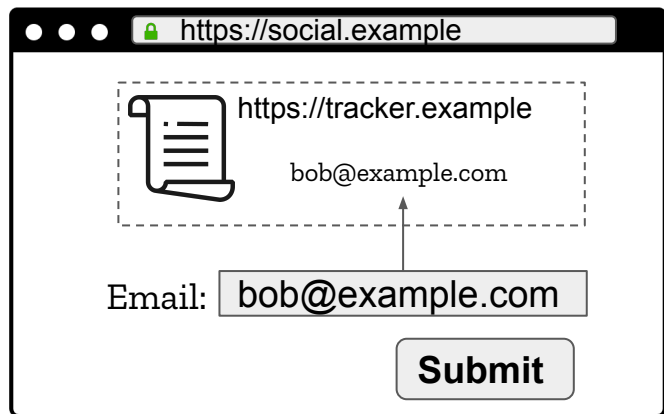 https://social.example
https://tracker.example
bob@example.com
Email: bob@example.com
Submit